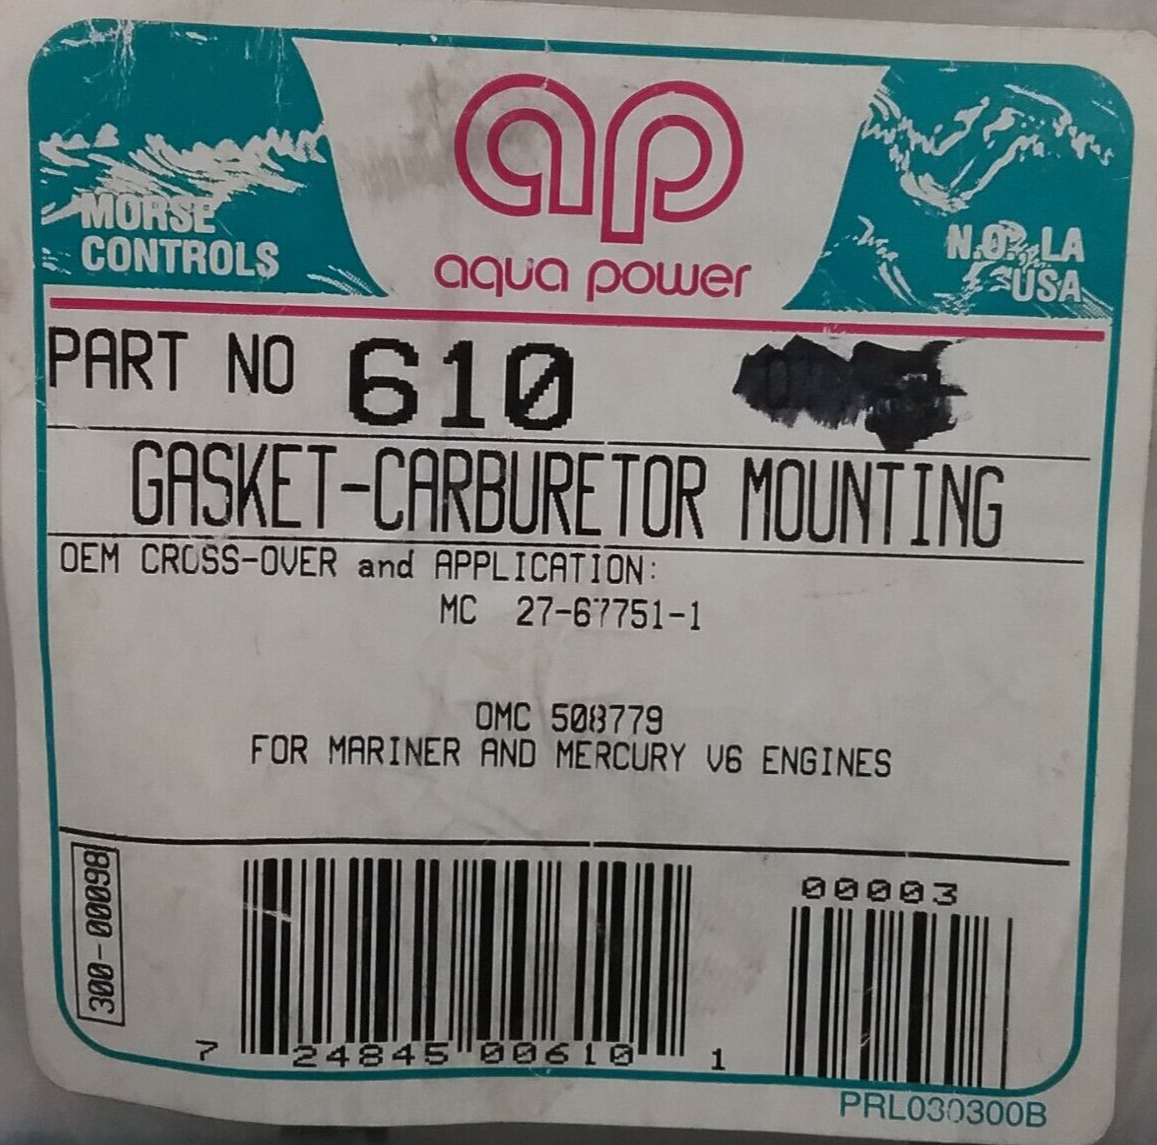 ap
aqua power
MORSE
CONTROLS
N.O., LA
USA
PART NO 610
GASKET-CARBURETOR MOUNTING
OEM CROSS-OVER and APPLICATION:
MC 27-67751-1
OMC 508779
FOR MARINER AND MERCURY V6 ENGINES
300-00098
7 24845 00610 1
00003
PRL030300B